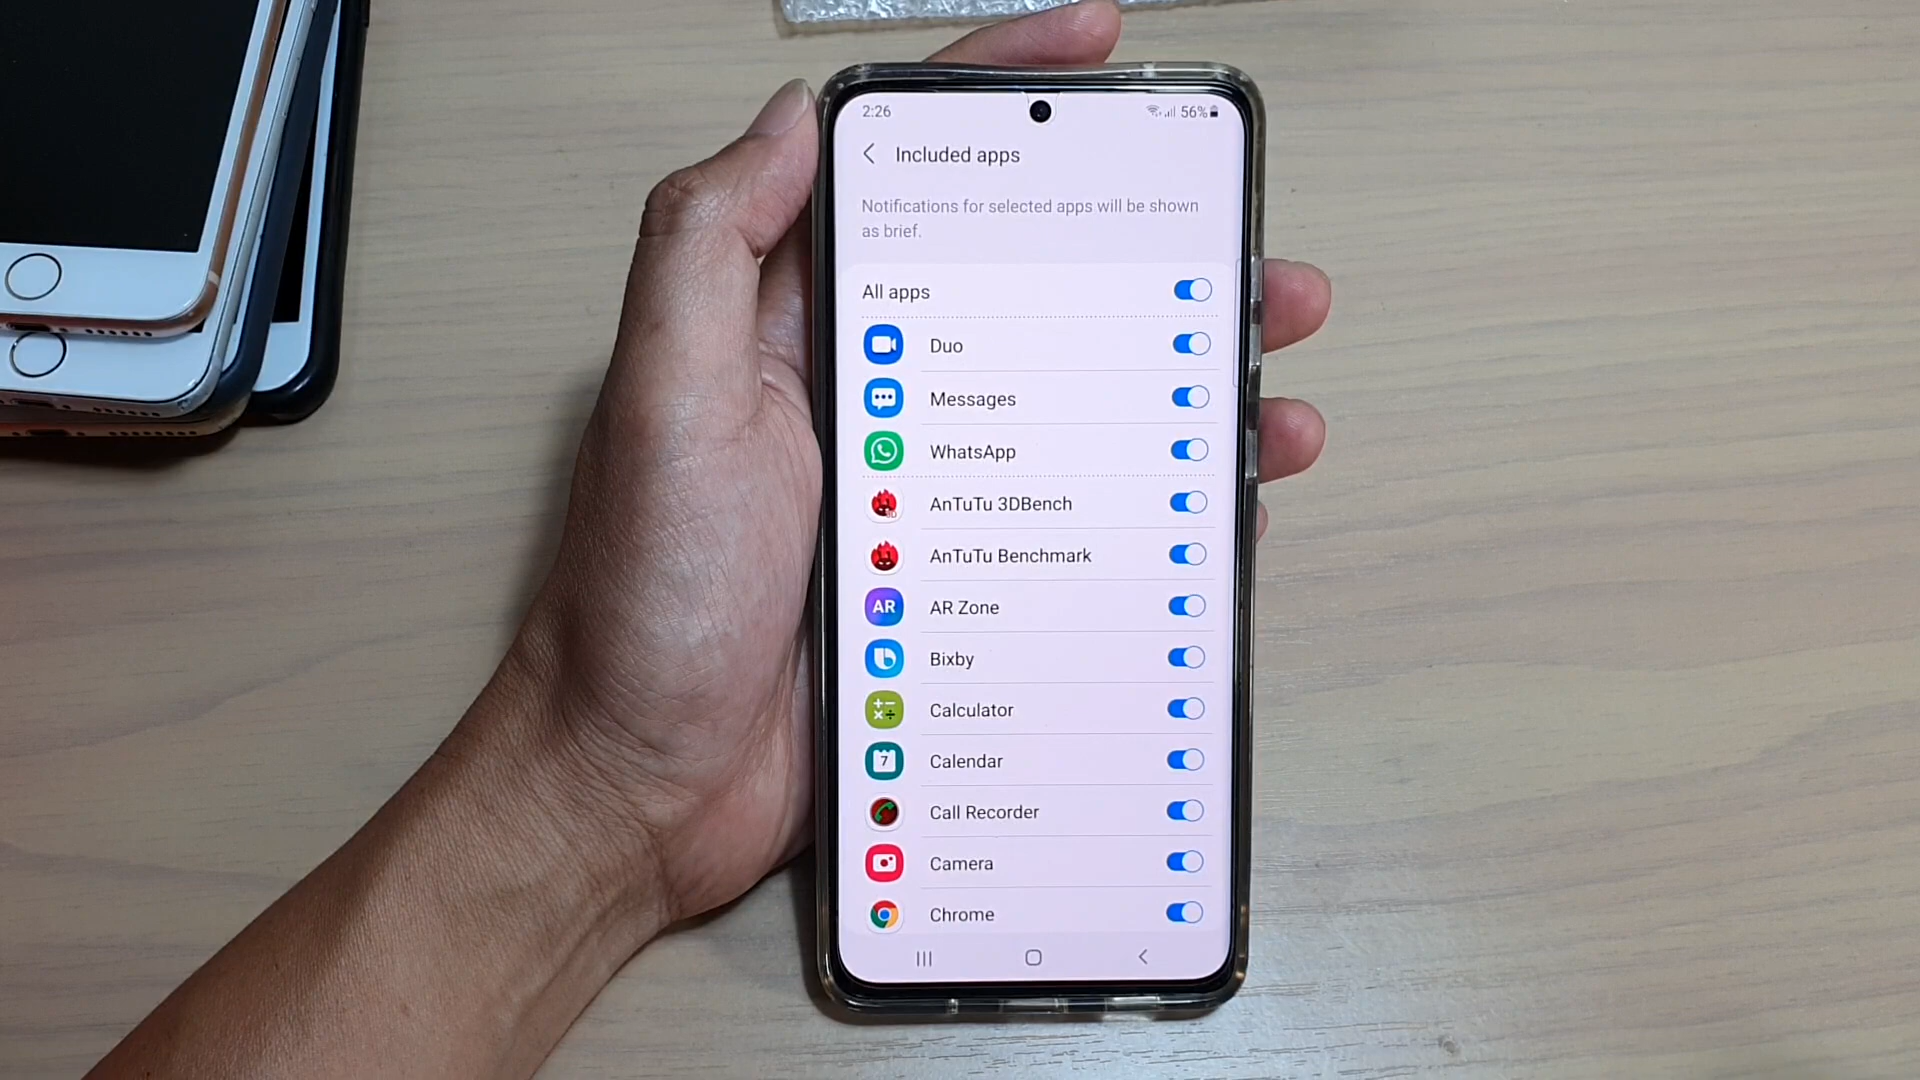 2:26
56%
Included apps
Notifications for selected apps will be shown
as brief.
All apps
Duo
Messages
WhatsApp
3D
AnTuTu 3DBench
AnTuTu Benchmark
AR
AR Zone
Bixby
Calculator
7
Calendar
Call Recorder
Camera
Chrome